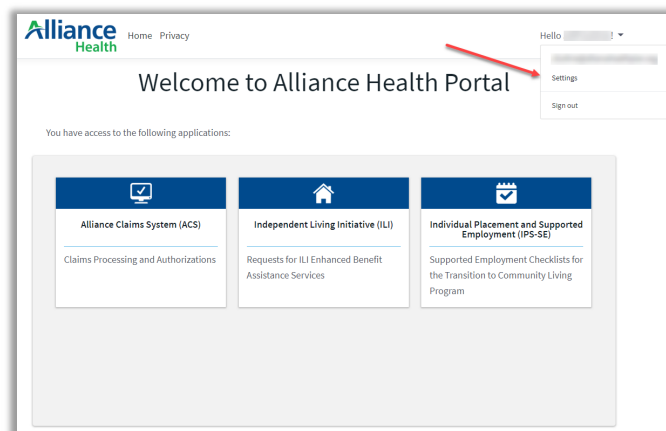 Alliance
Health
Home Privacy
Hello !
Settings
Sign out
Welcome to Alliance Health Portal
You have access to the following applications:
Alliance Claims System (ACS)
Claims Processing and Authorizations
Independent Living Initiative (ILI)
Requests for ILI Enhanced Benefit
Assistance Services
Individual Placement and Supported
Employment (IPS-SE)
Supported Employment Checklists for
the Transition to Community Living
Program